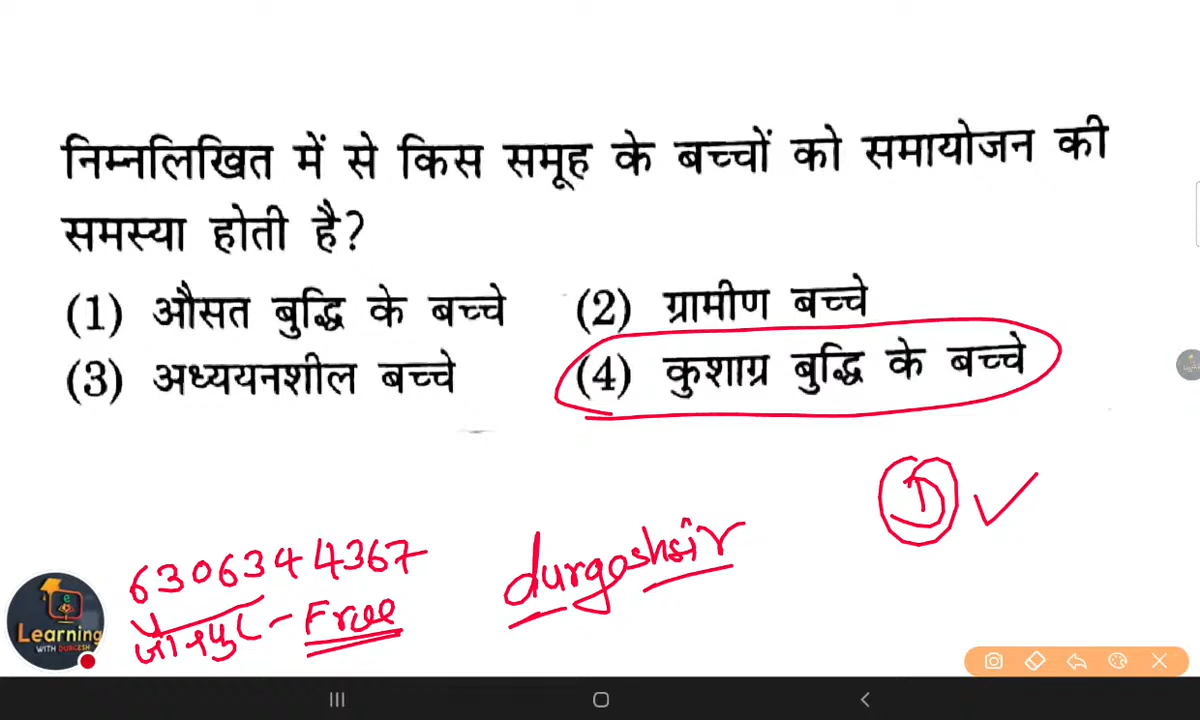 निम्नलिखित में से किस समूह के बच्चों को समायोजन की
समस्या होती है?
(1) औसत बुद्धि के बच्चे (2) ग्रामीण बच्चे
(3) अध्ययनशील बच्चे (4) कुशाग्र बुद्धि के बच्चे
D
6306344367 durgeshsir
जौनपुर - Free
e
Learning
WITH DURGESH